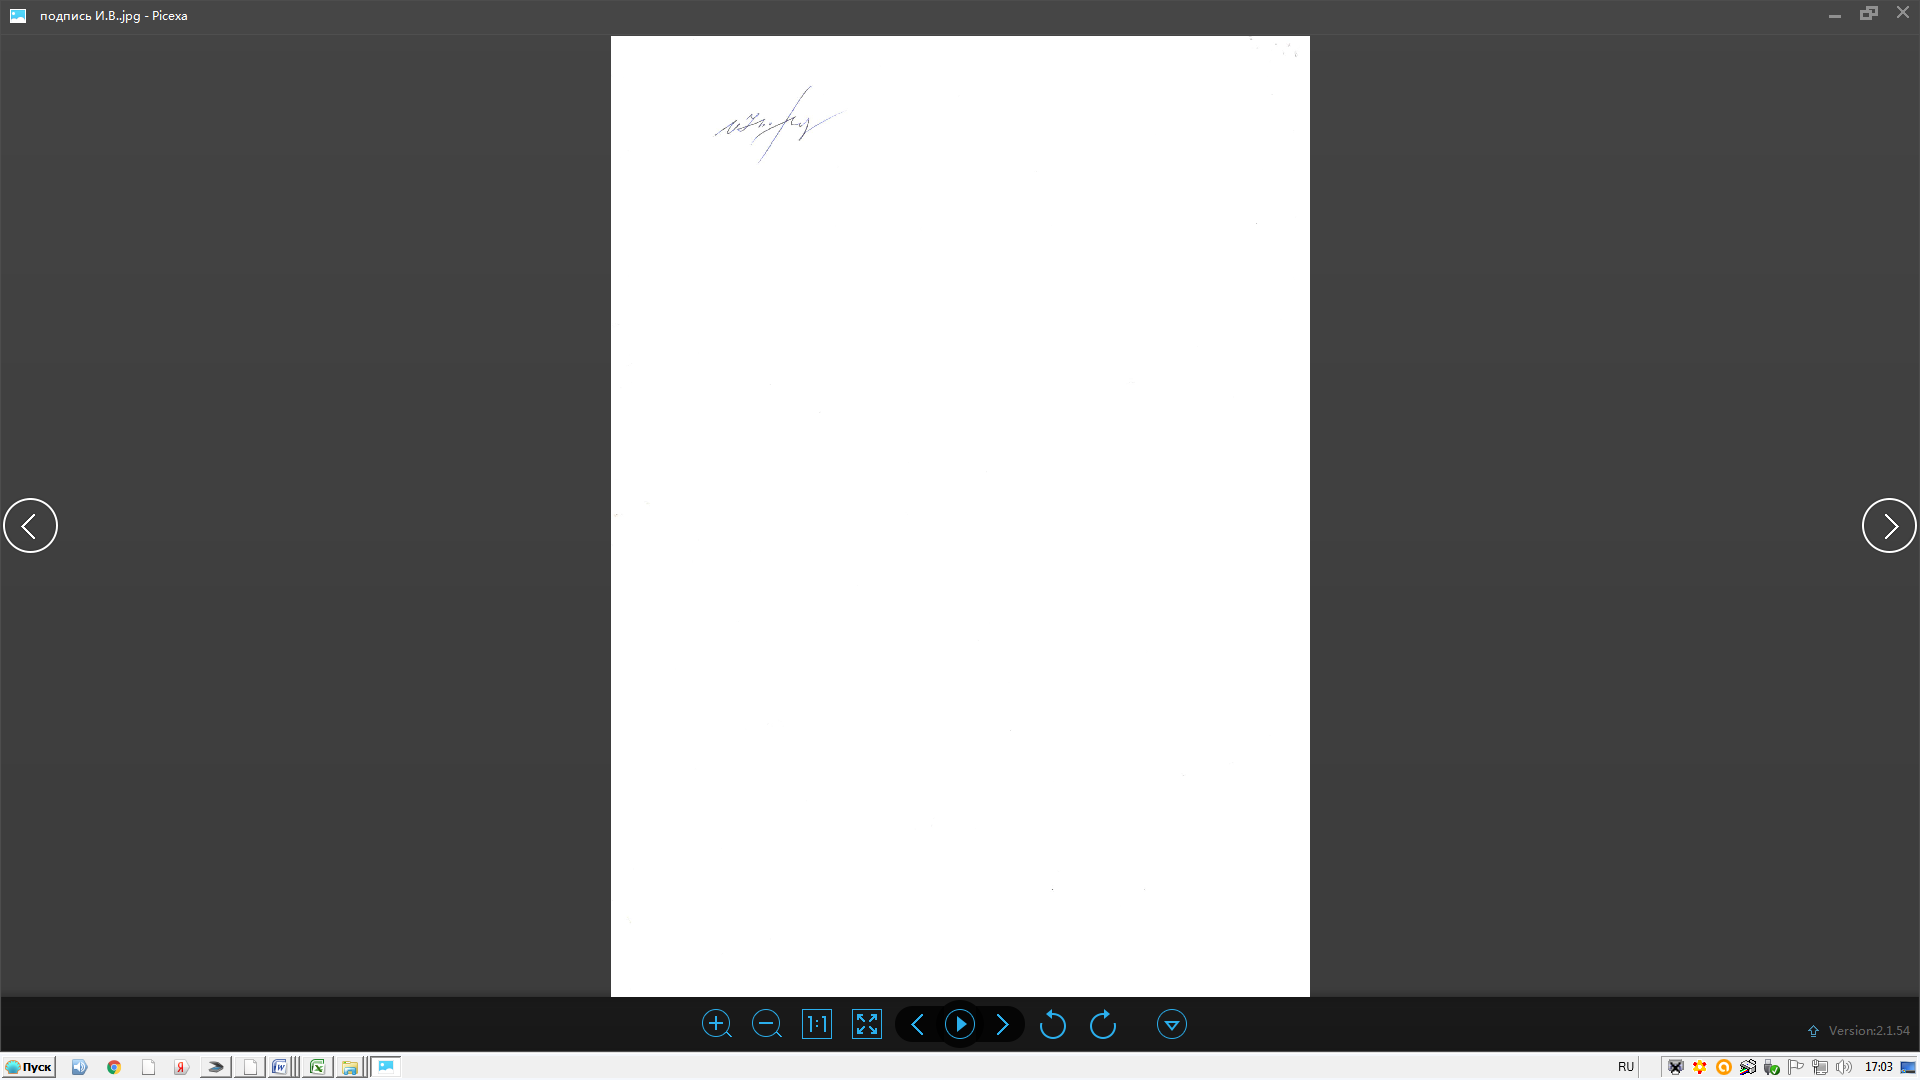 подпись И.В..jpg - Picexa
1:1
Version:2.1.54
Пуск
RU
17:03